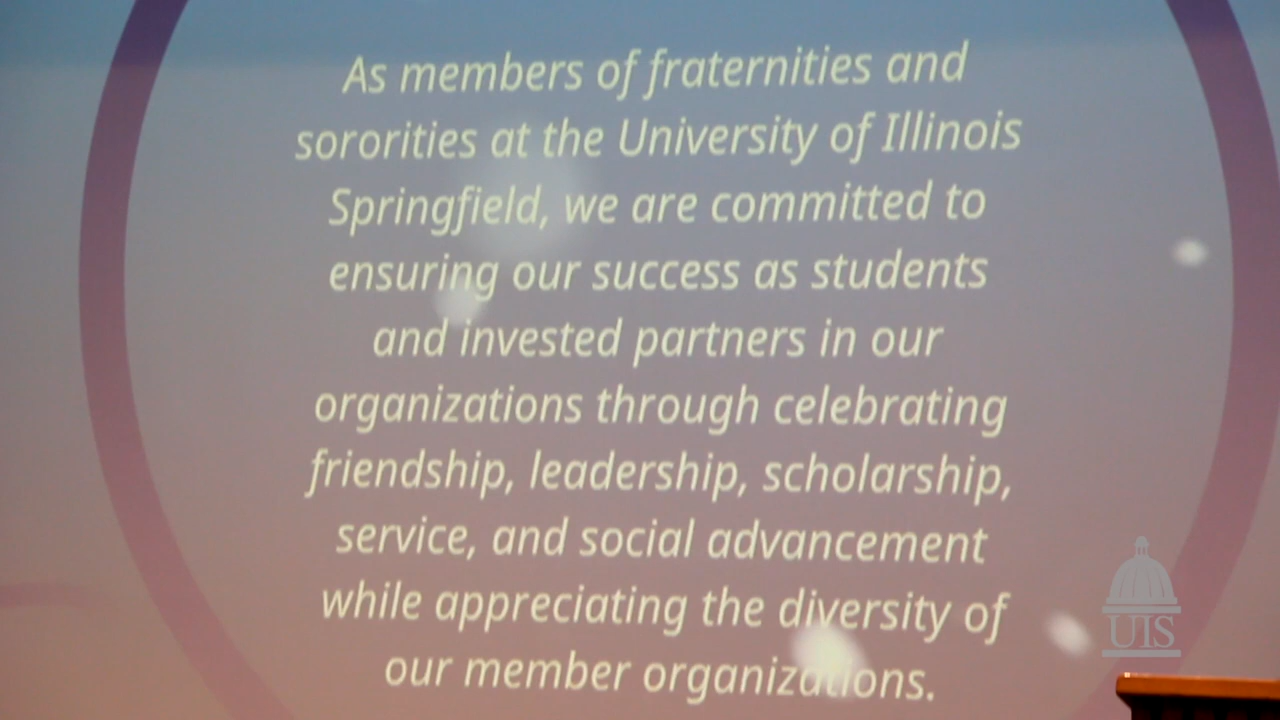 As members of fraternities and
sororities at the University of Illinois
Springfield, we are committed to
ensuring our success as students
and invested partners in our
organizations through celebrating
friendship, leadership, scholarship,
service, and social advancement
while appreciating the diversity of
our member organizations.
UIS